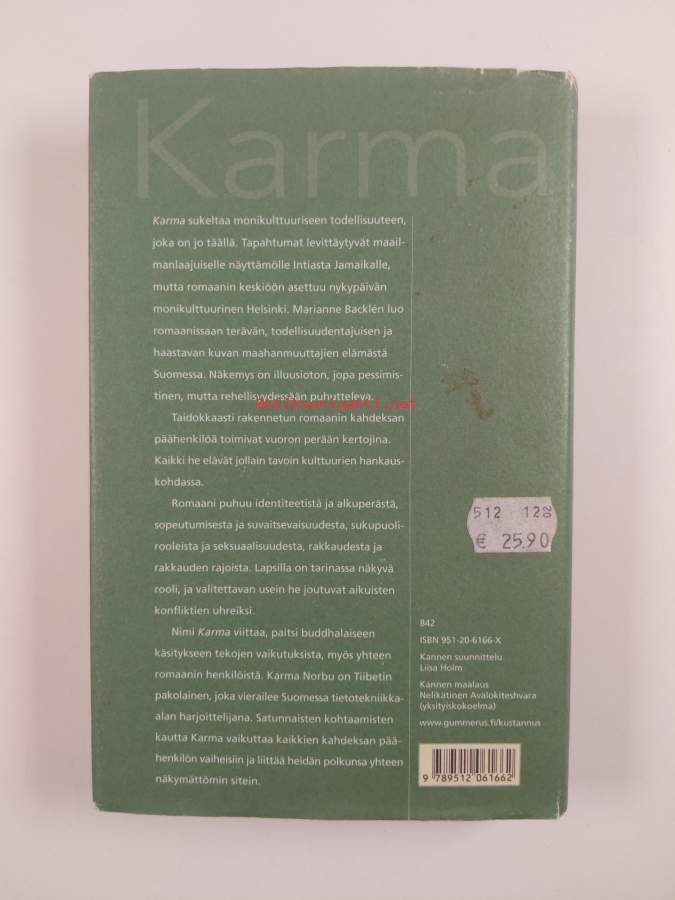 Karma
Karma sukeltaa monikulttuuriseen todellisuuteen,
joka on jo täällä. Tapahtumat levittäytyvät maail-
manlaajuiselle näyttämölle Intiasta Jamaikalle,
mutta romaanin keskiöön asettuu nykypäivän
monikulttuurinen Helsinki. Marianne Backlén luo
romaanissaan terävän, todellisuudentajuisen ja
haastavan kuvan maahanmuuttajien elämästä
Suomessa. Näkemys on illuusioton, jopa pessimis-
tinen, mutta rehellisyydessään puhutteleva.
Taidokkaasti rakennetun romaanin kahdeksan
päähenkilöä toimivat vuoron perään kertojina.
Kaikki he elävät jollain tavoin kulttuurien hankaus-
kohdassa.
Romaani puhuu identiteetistä ja alkuperästä,
sopeutumisesta ja suvaitsevaisuudesta, sukupuoli-
rooleista ja seksuaalisuudesta, rakkaudesta ja
rakkauden rajoista. Lapsilla on tarinassa näkyvä
rooli, ja valitettavan usein he joutuvat aikuisten
konfliktien uhreiksi.
Nimi Karma viittaa, paitsi buddhalaiseen
käsitykseen tekojen vaikutuksista, myös yhteen
romaanin henkilöistä. Karma Norbu on Tiibetin
pakolainen, joka vierailee Suomessa tietotekniikka-
alan harjoittelijana. Satunnaisten kohtaamisten
kautta Karma vaikuttaa kaikkien kahdeksan pää-
henkilön vaiheisiin ja liittää heidän polkunsa yhteen
näkymättömin sitein.
512 12 02
€ 25.90
842
ISBN 951-20-6166-X
Kannen suunnittelu
Liisa Holm
Kannen maalaus
Nelikätinen Avalokiteshvara
(yksityiskokoelma)
www.gummerus.fi/kustannus
9 789512 061662